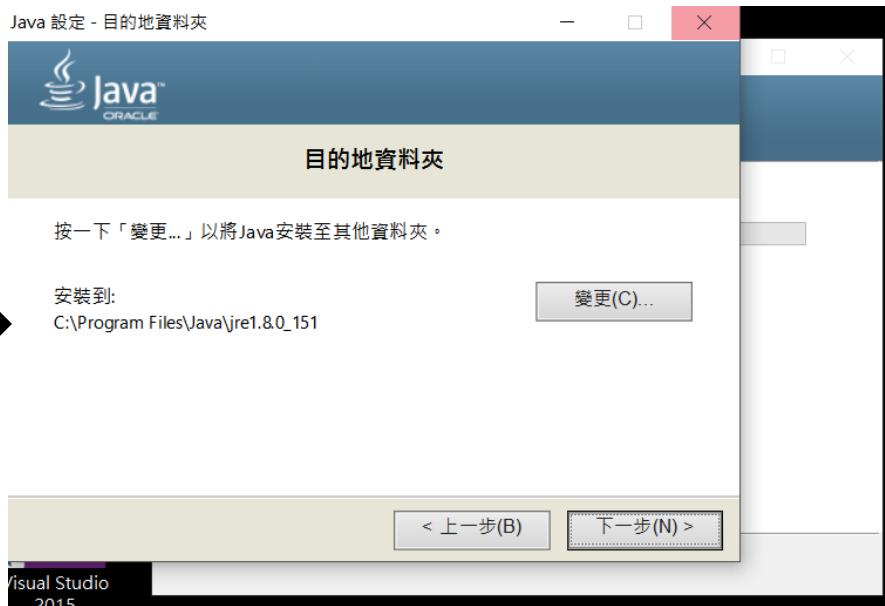 Java 設定 - 目的地資料夾
Java™
ORACLE
目的地資料夾
按一下「變更...」以將Java安裝至其他資料夾。
安裝到:
變更(C)...
C:\Program Files\Java\jre1.8.0_151
< 上一步(B)
下一步(N) >
Visual Studio
2015